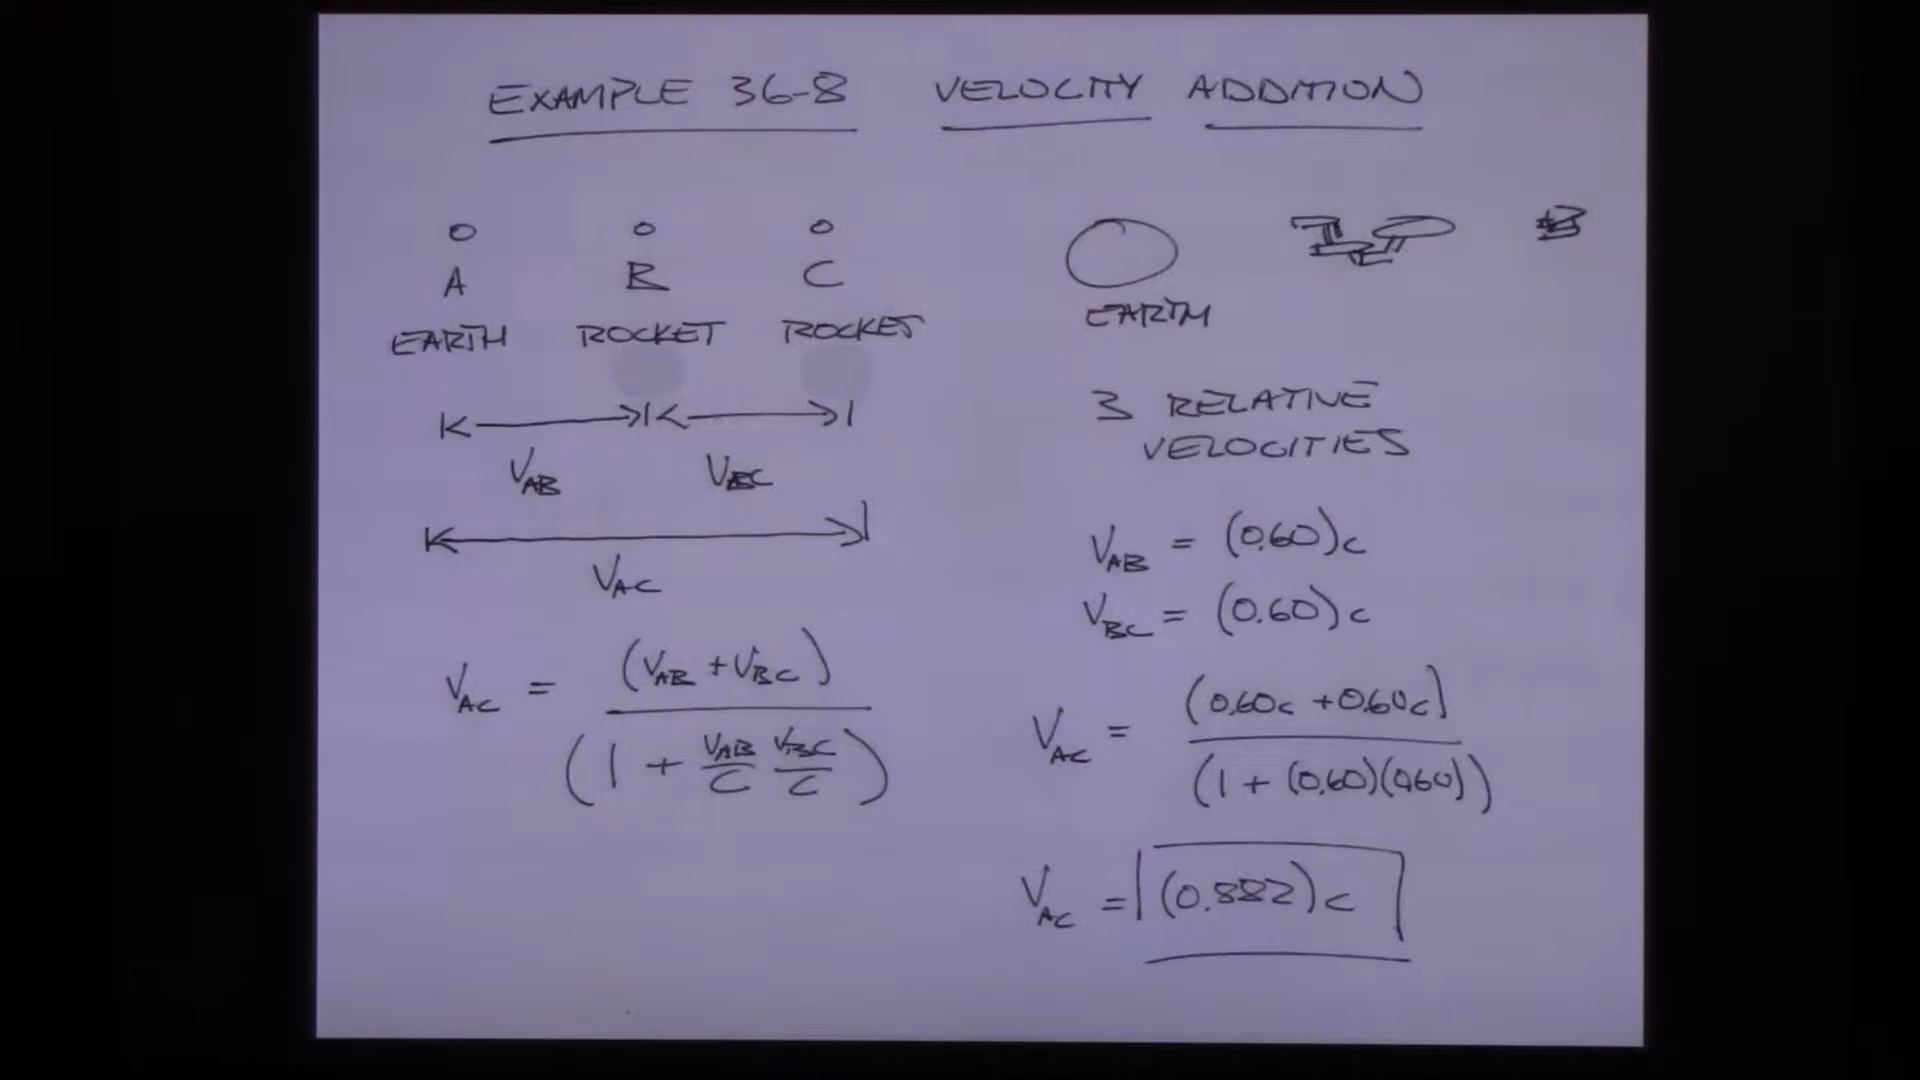 EXAMPLE 36-8 VELOCITY ADDITION
A B C
EARTH ROCKET ROCKET
V_AB V_BC
V_AC
V_AC = (V_AB + V_BC) / (1 + V_AB/C V_BC/C)
EARTH
3 RELATIVE
VELOCITIES
V_AB = (0.60)c
V_BC = (0.60)c
V_AC = (0.60c + 0.60c) / (1 + (0.60)(0.60))
V_AC = (0.882)c